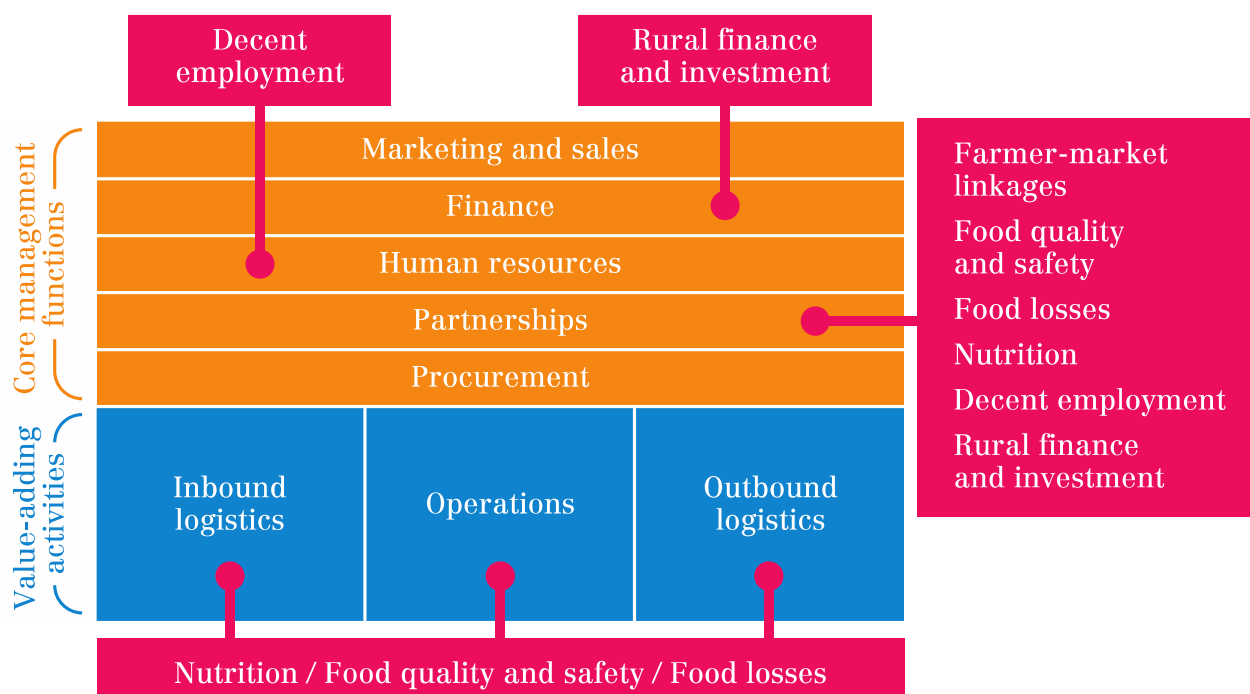 Decent
employment
Rural finance
and investment
Core management
functions
Marketing and sales
Finance
Human resources
Partnerships
Procurement
Farmer-market
linkages
Food quality
and safety
Food losses
Nutrition
Decent employment
Rural finance
and investment
Value-adding
activities
Inbound
logistics
Operations
Outbound
logistics
Nutrition / Food quality and safety / Food losses